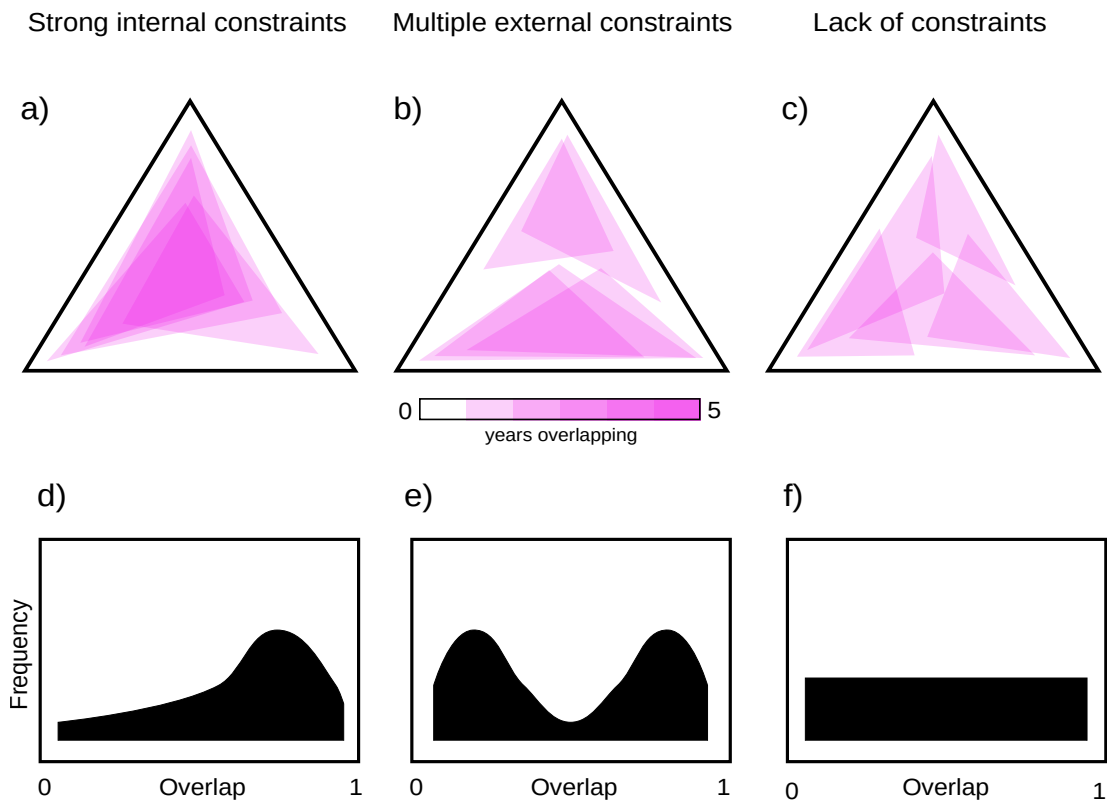 Strong internal constraints
Multiple external constraints
Lack of constraints
a)
b)
c)
0
5
years overlapping
d)
e)
f)
Frequency
0
Overlap
1
0
Overlap
1
0
Overlap
1